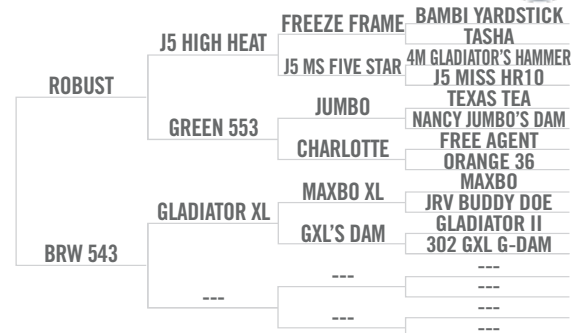 BAMBI YARDSTICK
FREEZE FRAME
TASHA
J5 HIGH HEAT
4M GLADIATOR'S HAMMER
J5 MS FIVE STAR
J5 MISS HR10
ROBUST
TEXAS TEA
JUMBO
NANCY JUMBO'S DAM
GREEN 553
FREE AGENT
CHARLOTTE
ORANGE 36
MAXBO
MAXBO XL
JRV BUDDY DOE
GLADIATOR XL
GLADIATOR II
GXL'S DAM
302 GXL G-DAM
BRW 543
---
---
---
---
---
---
---